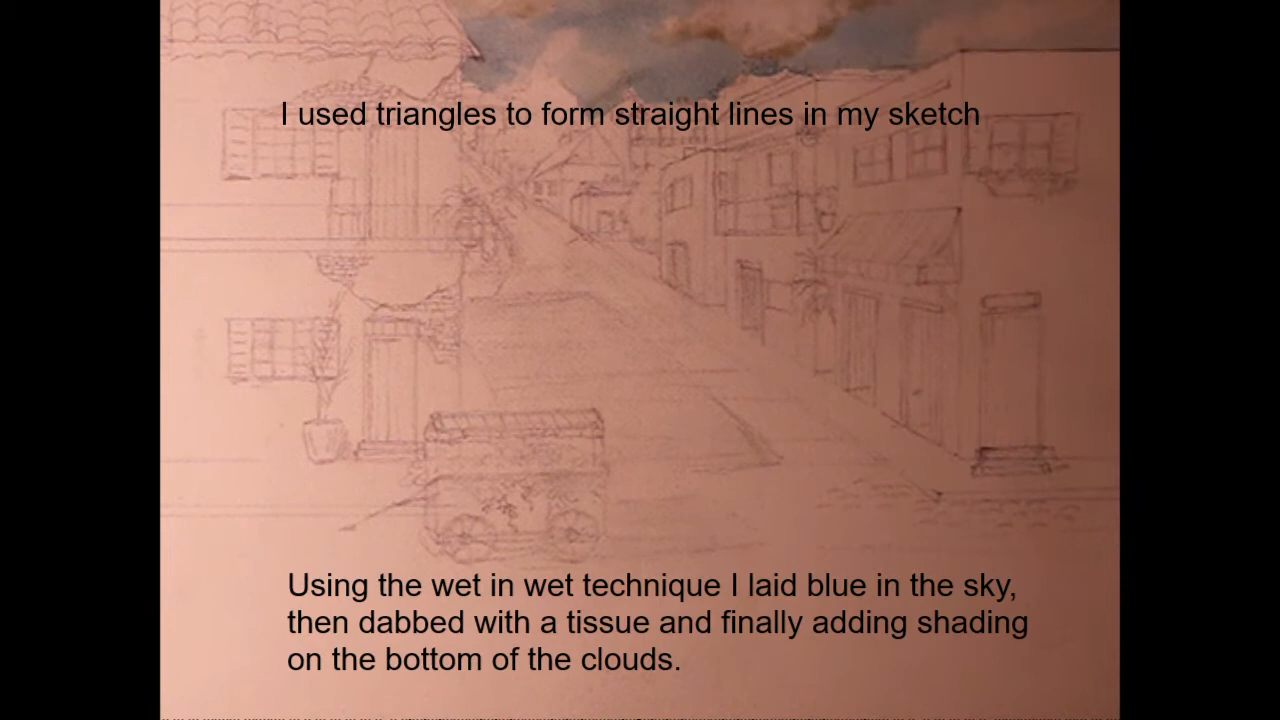 I used triangles to form straight lines in my sketch
Using the wet in wet technique I laid blue in the sky,
then dabbed with a tissue and finally adding shading
on the bottom of the clouds.